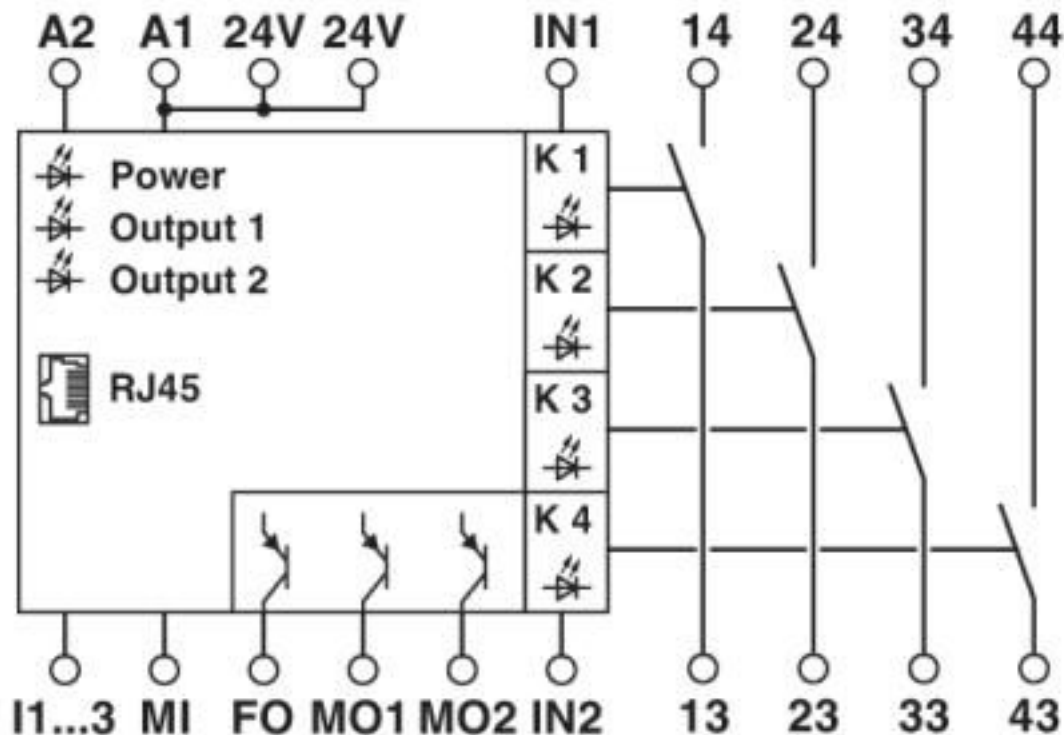 A2 A1 24V 24V IN1 14 24 34 44
Power
Output 1
Output 2
RJ45
K 1
K 2
K 3
K 4
I1...3 MI FO MO1 MO2 IN2 13 23 33 43